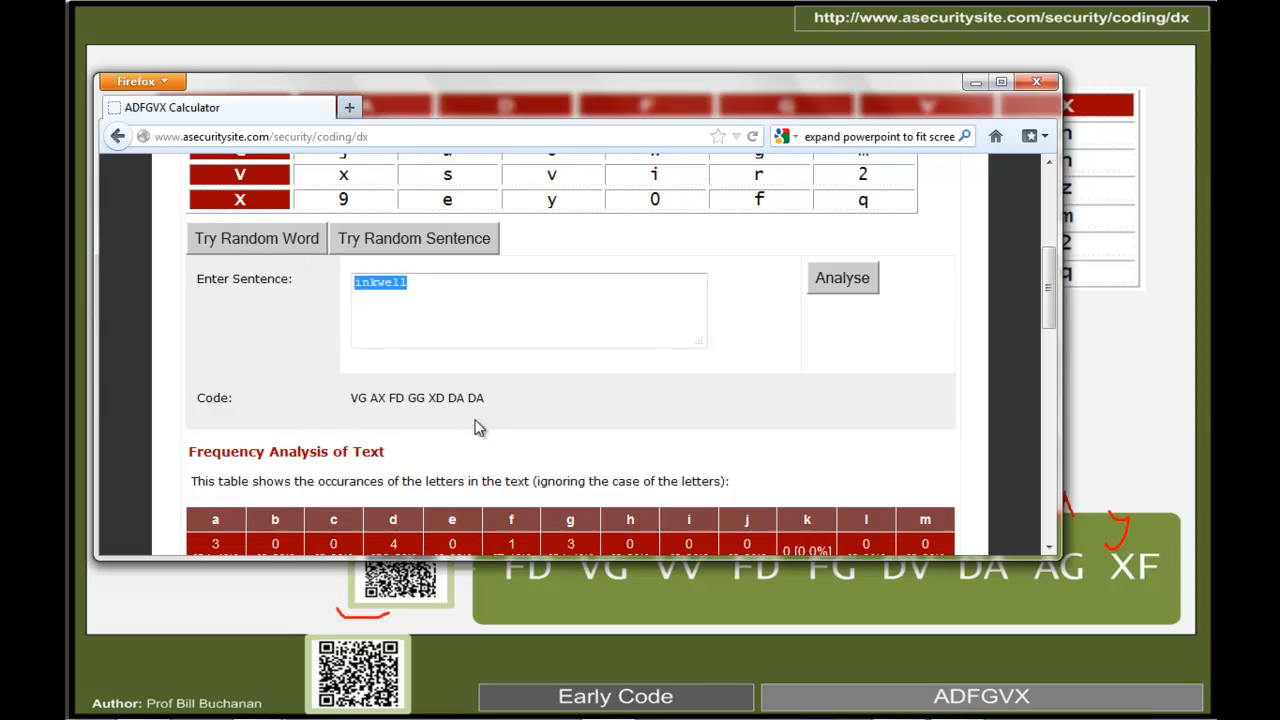 http://www.asecuritysite.com/security/coding/dx
Firefox
ADFGVX Calculator
www.asecuritysite.com/security/coding/dx
expand powerpoint to fit scree
A D F G V X
h
n
z
m
2
q
V x s v i r 2
X 9 e y 0 f q
Try Random Word Try Random Sentence
Enter Sentence: inkwell Analyse
Code: VG AX FD GG XD DA DA
Frequency Analysis of Text
This table shows the occurances of the letters in the text (ignoring the case of the letters):
a b c d e f g h i j k l m
3 0 0 4 0 1 3 0 0 0 0 [0.0%] 0 0
y
FD VG VV FD FG DV DA AG XF
Author: Prof Bill Buchanan
Early Code
ADFGVX